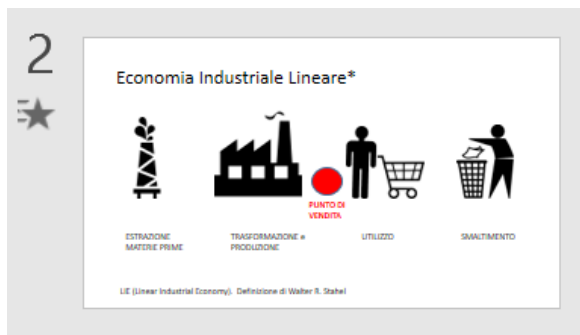 2
Economia Industriale Lineare*
PUNTO DI
VENDITA
ESTRAZIONE
MATERIE PRIME
TRASFORMAZIONE e
PRODUZIONE
UTILIZZO
SMALTIMENTO
LIE (Linear Industrial Economy). Definizione di Walter R. Stahel